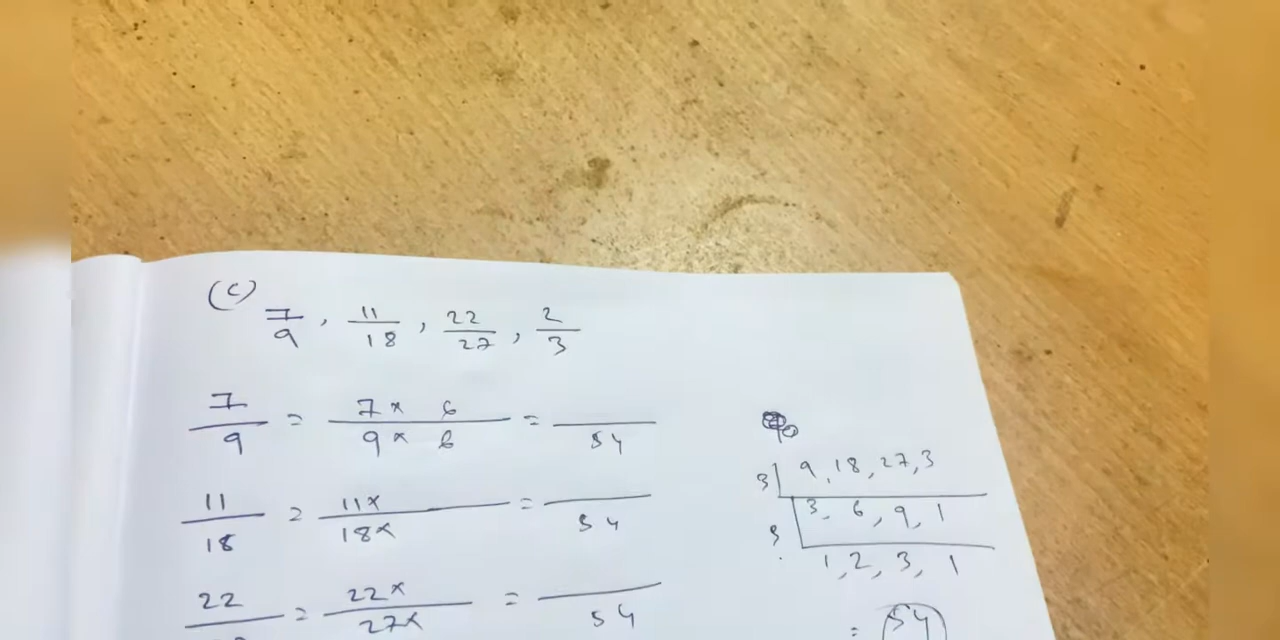 (c)
7/9 , 11/18 , 22/27 , 2/3
7/9 = 7× 6 / 9× 6 = /54
11/18 = 11× / 18× = /54
22/ = 22× / 27× = /54
3 | 9, 18, 27, 3
3 | 3, 6, 9, 1
1, 2, 3, 1
= 54